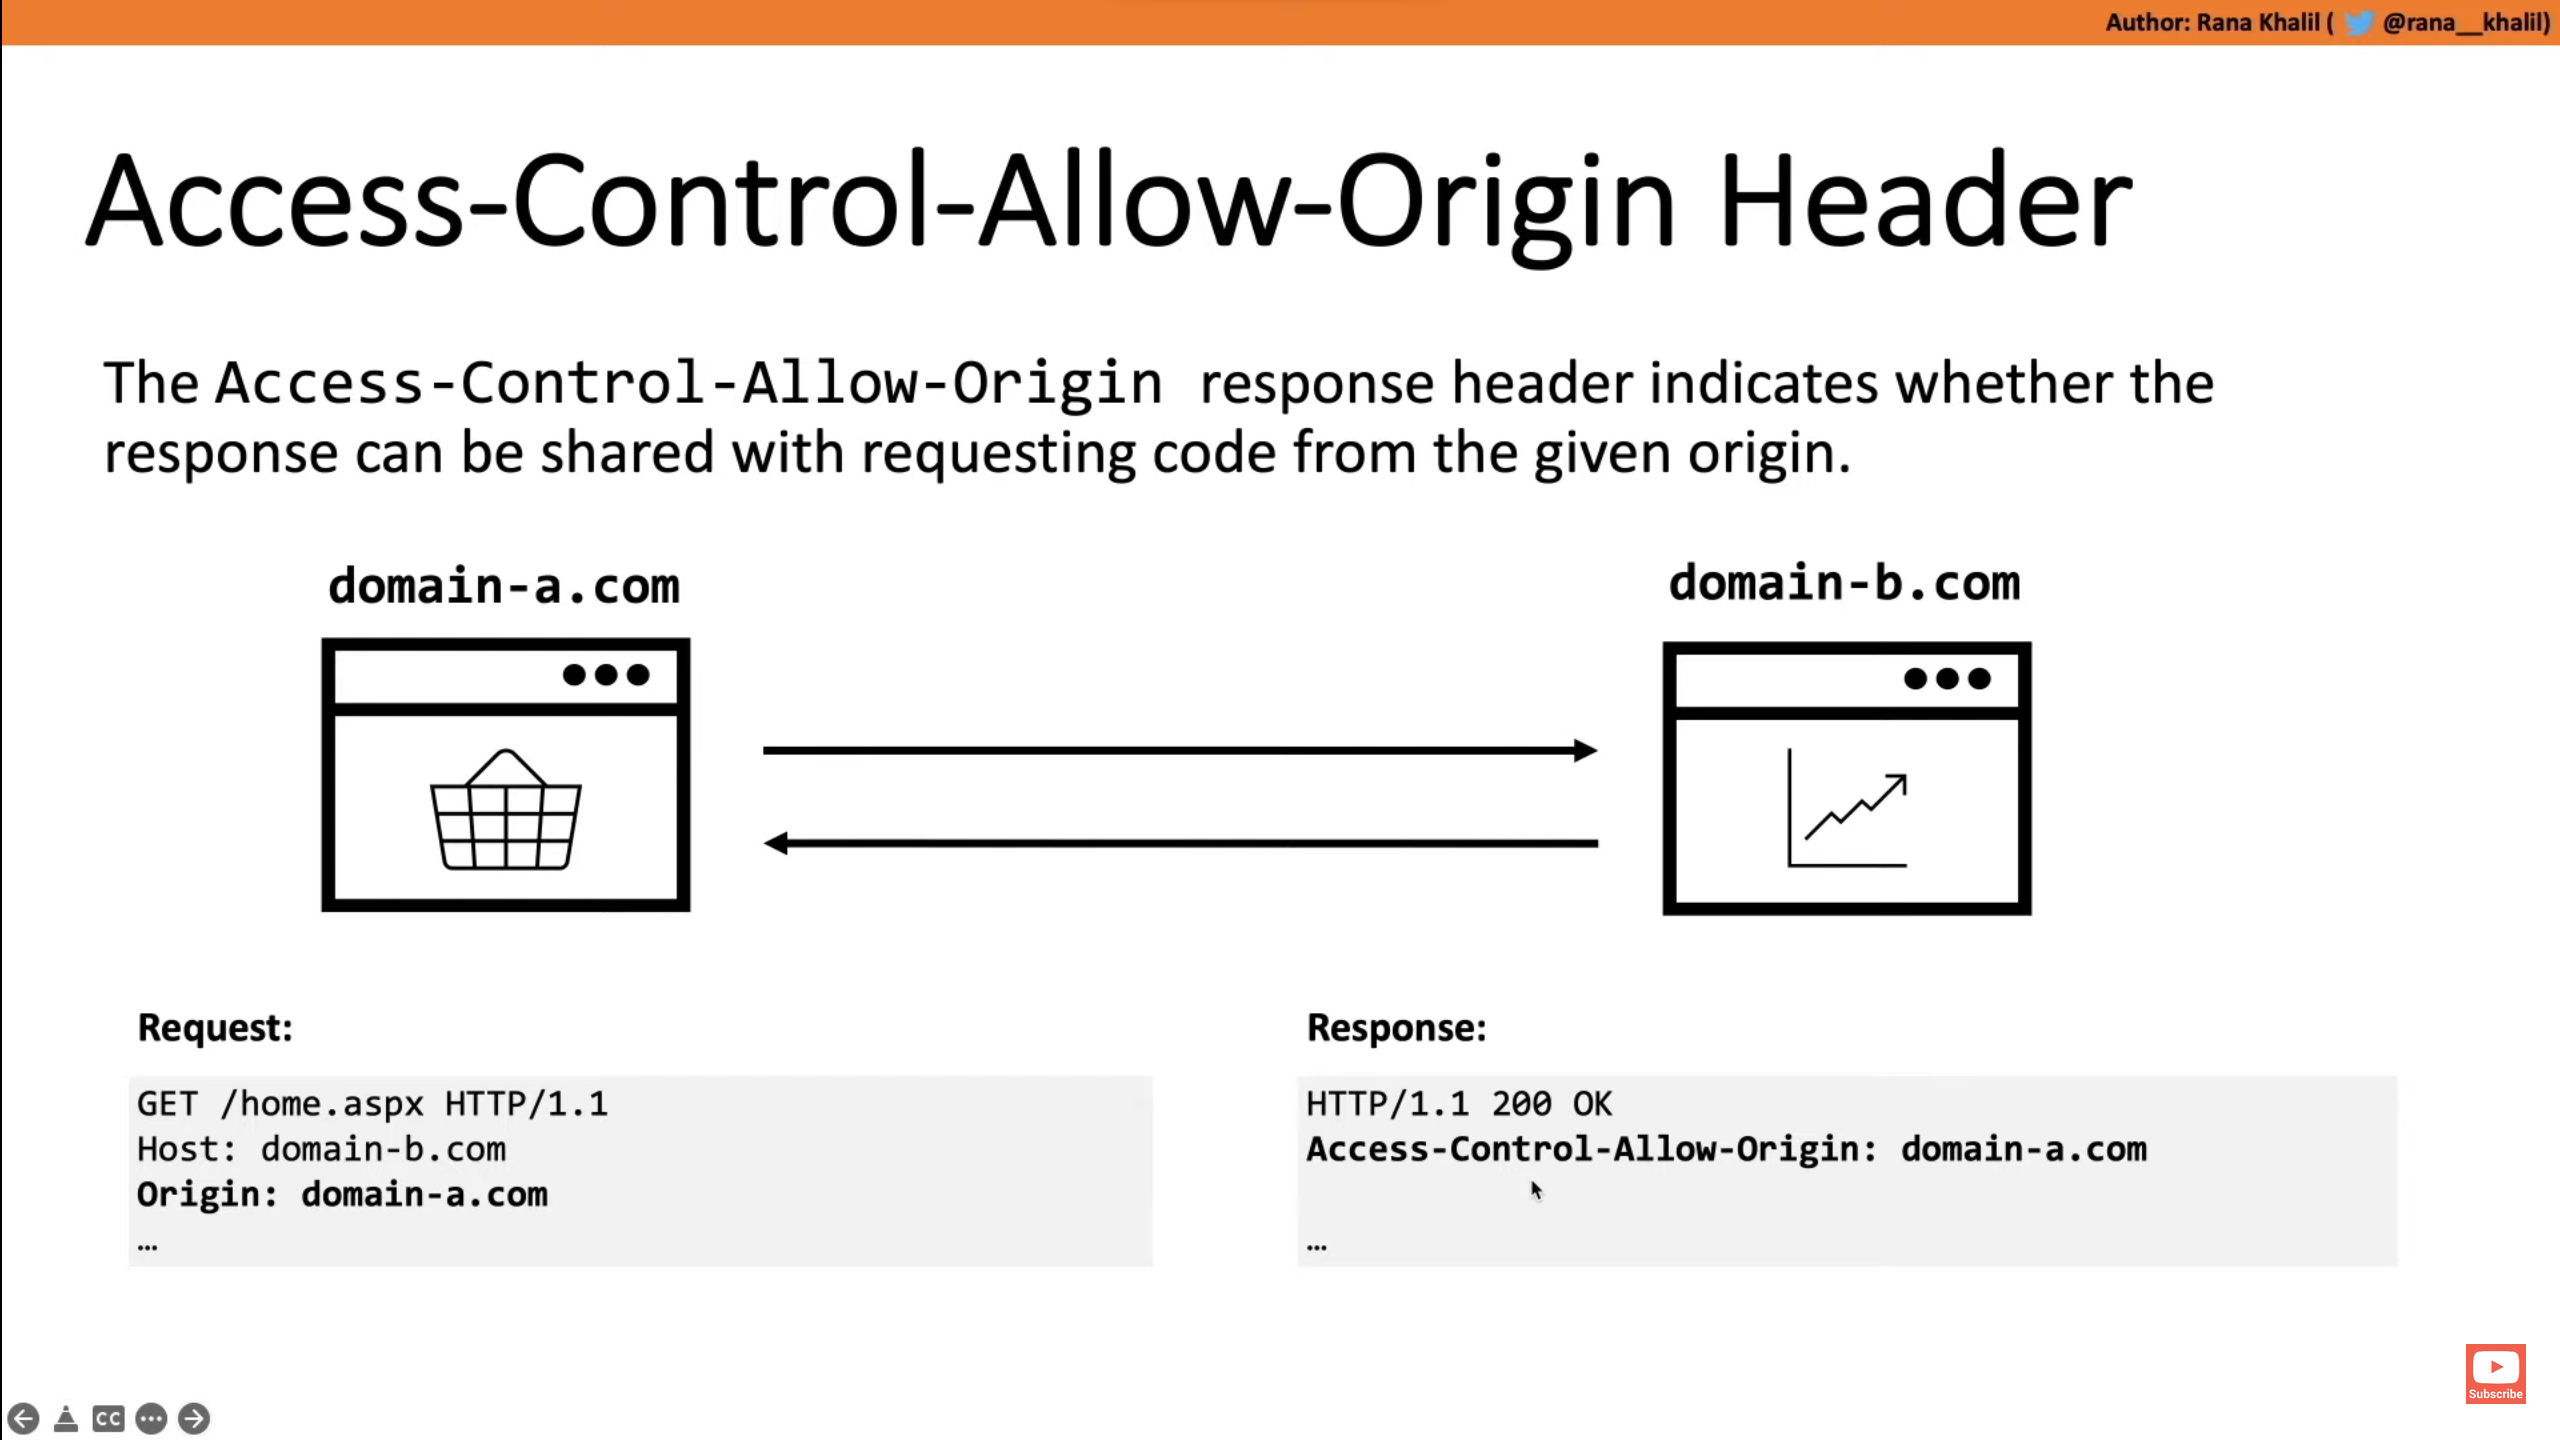 Author: Rana Khalil ( @rana__khalil)
Access-Control-Allow-Origin Header
The Access-Control-Allow-Origin response header indicates whether the
response can be shared with requesting code from the given origin.
domain-a.com
domain-b.com
Request:
GET /home.aspx HTTP/1.1
Host: domain-b.com
Origin: domain-a.com
…
Response:
HTTP/1.1 200 OK
Access-Control-Allow-Origin: domain-a.com
…
Subscribe
CC